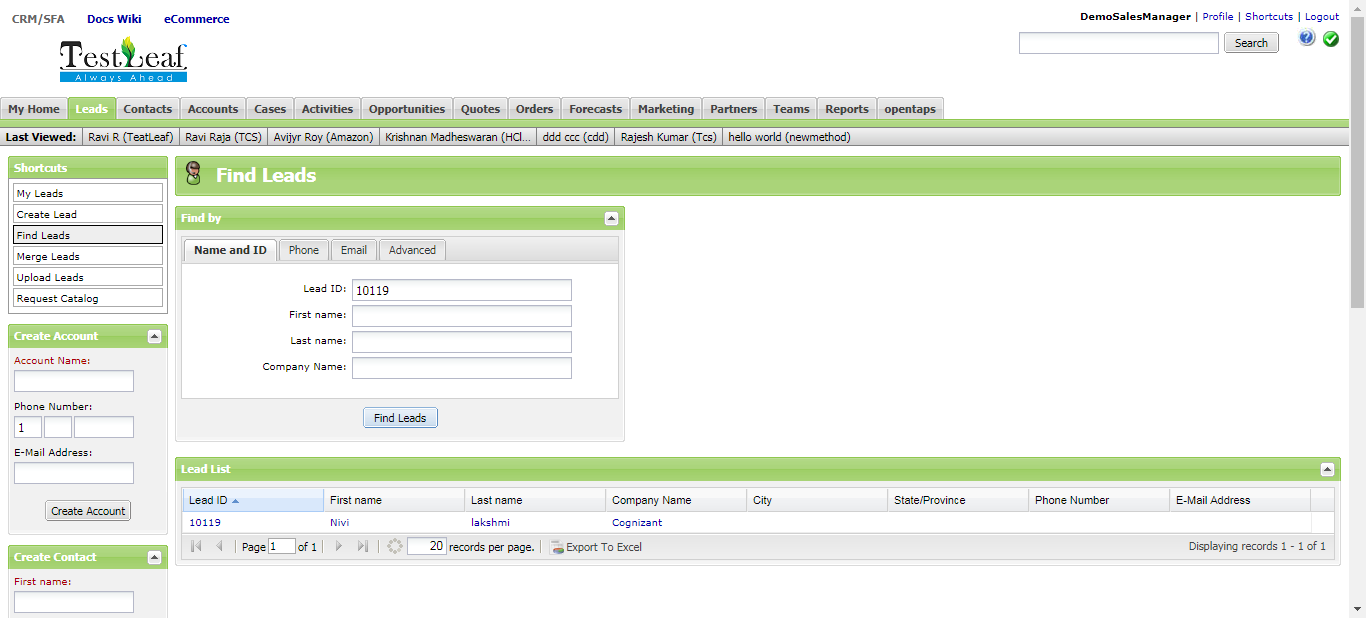 CRM/SFA Docs Wiki eCommerce
DemoSalesManager | Profile | Shortcuts | Logout
TestLeaf
Always Ahead
Search
?
My Home Leads Contacts Accounts Cases Activities Opportunities Quotes Orders Forecasts Marketing Partners Teams Reports opentaps
Last Viewed: Ravi R (TeatLeaf) Ravi Raja (TCS) Avijyr Roy (Amazon) Krishnan Madheswaran (HCl... ddd ccc (cdd) Rajesh Kumar (Tcs) hello world (newmethod)
Shortcuts
My Leads
Create Lead
Find Leads
Merge Leads
Upload Leads
Request Catalog
Create Account
Account Name:
Phone Number:
1
E-Mail Address:
Create Account
Create Contact
First name:
Find Leads
Find by
Name and ID Phone Email Advanced
Lead ID: 10119
First name:
Last name:
Company Name:
Find Leads
Lead List
Lead ID First name Last name Company Name City State/Province Phone Number E-Mail Address
10119 Nivi lakshmi Cognizant
Page 1 of 1 20 records per page. Export To Excel Displaying records 1 - 1 of 1